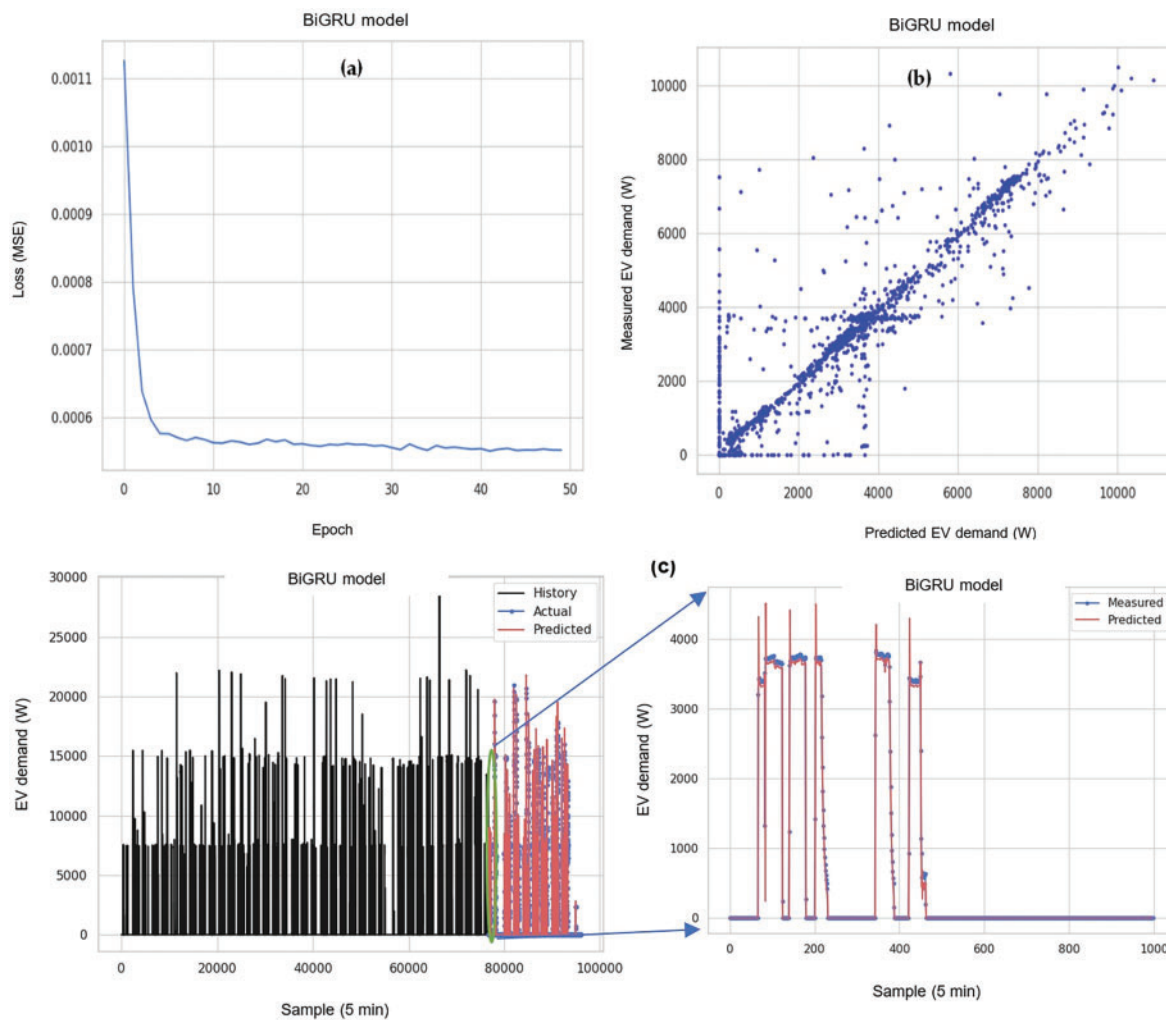 BiGRU model
(a)
0.0011
0.0010
0.0009
0.0008
0.0007
0.0006
Loss (MSE)
0 10 20 30 40 50
Epoch
BiGRU model
(b)
10000
8000
6000
4000
2000
0
Measured EV demand (W)
0 2000 4000 6000 8000 10000
Predicted EV demand (W)
(c)
BiGRU model
30000
25000
20000
15000
10000
5000
0
EV demand (W)
History
Actual
Predicted
0 20000 40000 60000 80000 100000
Sample (5 min)
BiGRU model
Measured
Predicted
4000
3000
2000
1000
0
EV demand (W)
0 200 400 600 800 1000
Sample (5 min)